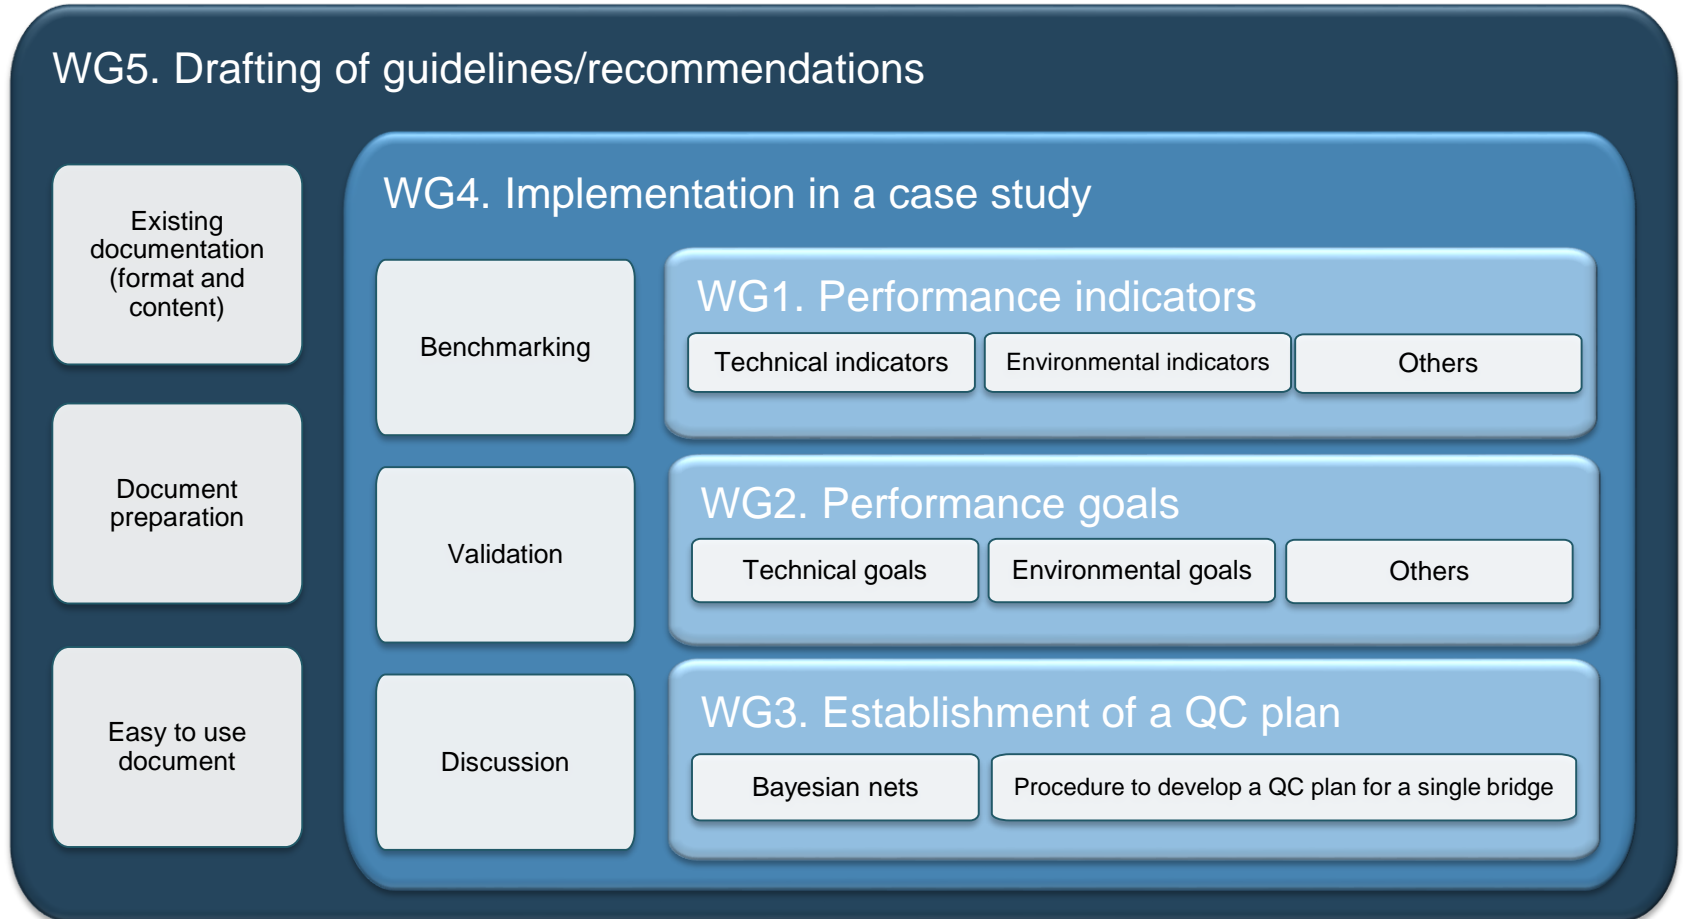 WG5. Drafting of guidelines/recommendations
Existing
documentation
(format and
content)
Document
preparation
Easy to use
document
WG4. Implementation in a case study
Benchmarking
Validation
Discussion
WG1. Performance indicators
Technical indicators
Environmental indicators
Others
WG2. Performance goals
Technical goals
Environmental goals
Others
WG3. Establishment of a QC plan
Bayesian nets
Procedure to develop a QC plan for a single bridge